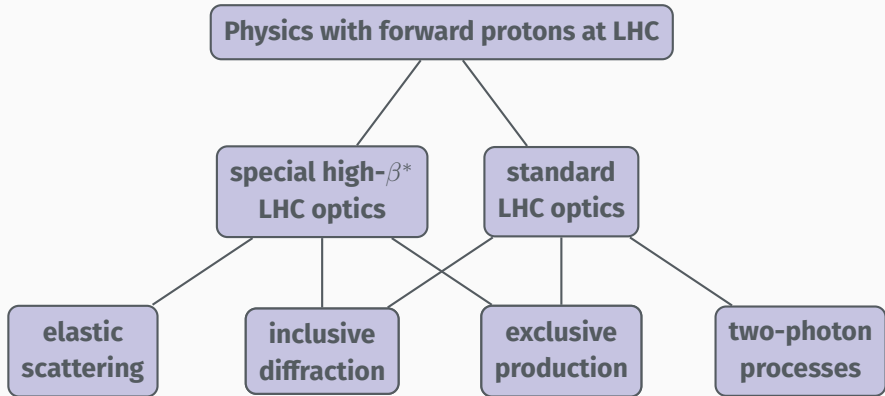 Physics with forward protons at LHC
special high-β*
LHC optics
standard
LHC optics
elastic
scattering
inclusive
diffraction
exclusive
production
two-photon
processes